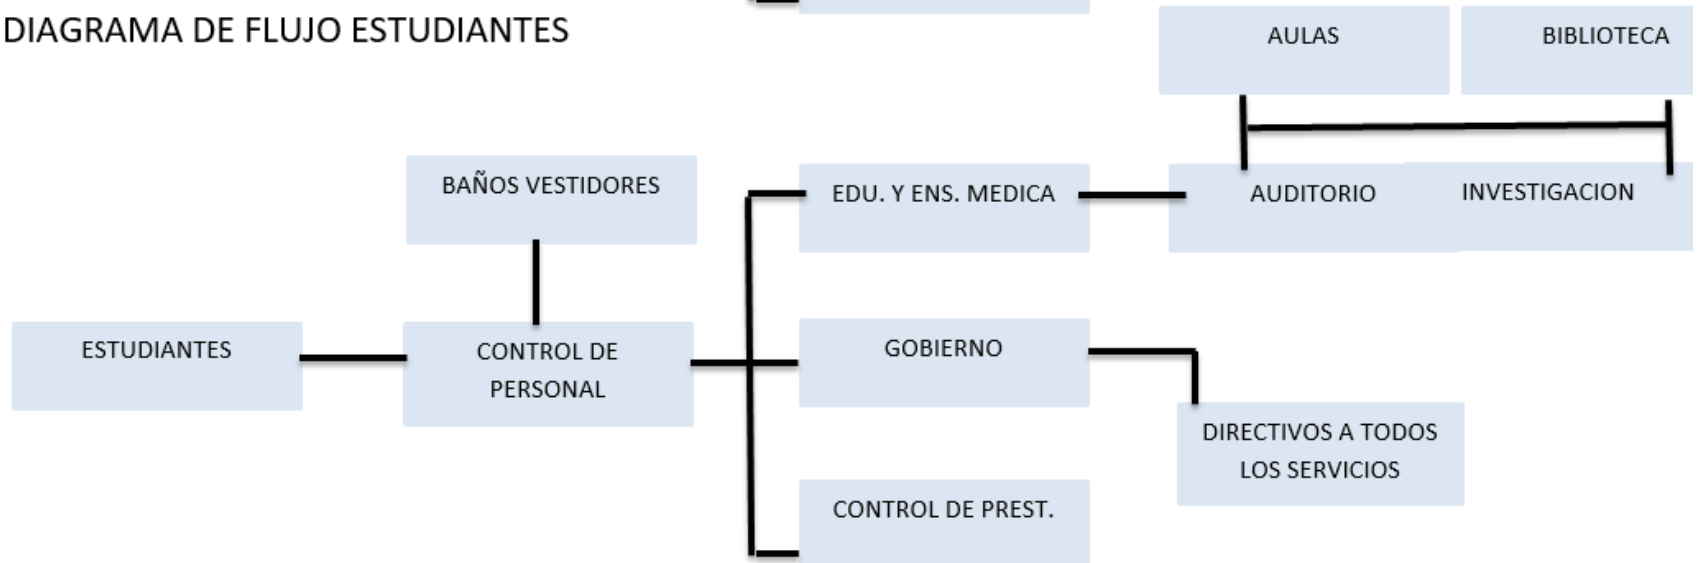 DIAGRAMA DE FLUJO ESTUDIANTES
AULAS
BIBLIOTECA
BAÑOS VESTIDORES
EDU. Y ENS. MEDICA
AUDITORIO
INVESTIGACION
ESTUDIANTES
CONTROL DE
PERSONAL
GOBIERNO
DIRECTIVOS A TODOS
LOS SERVICIOS
CONTROL DE PREST.